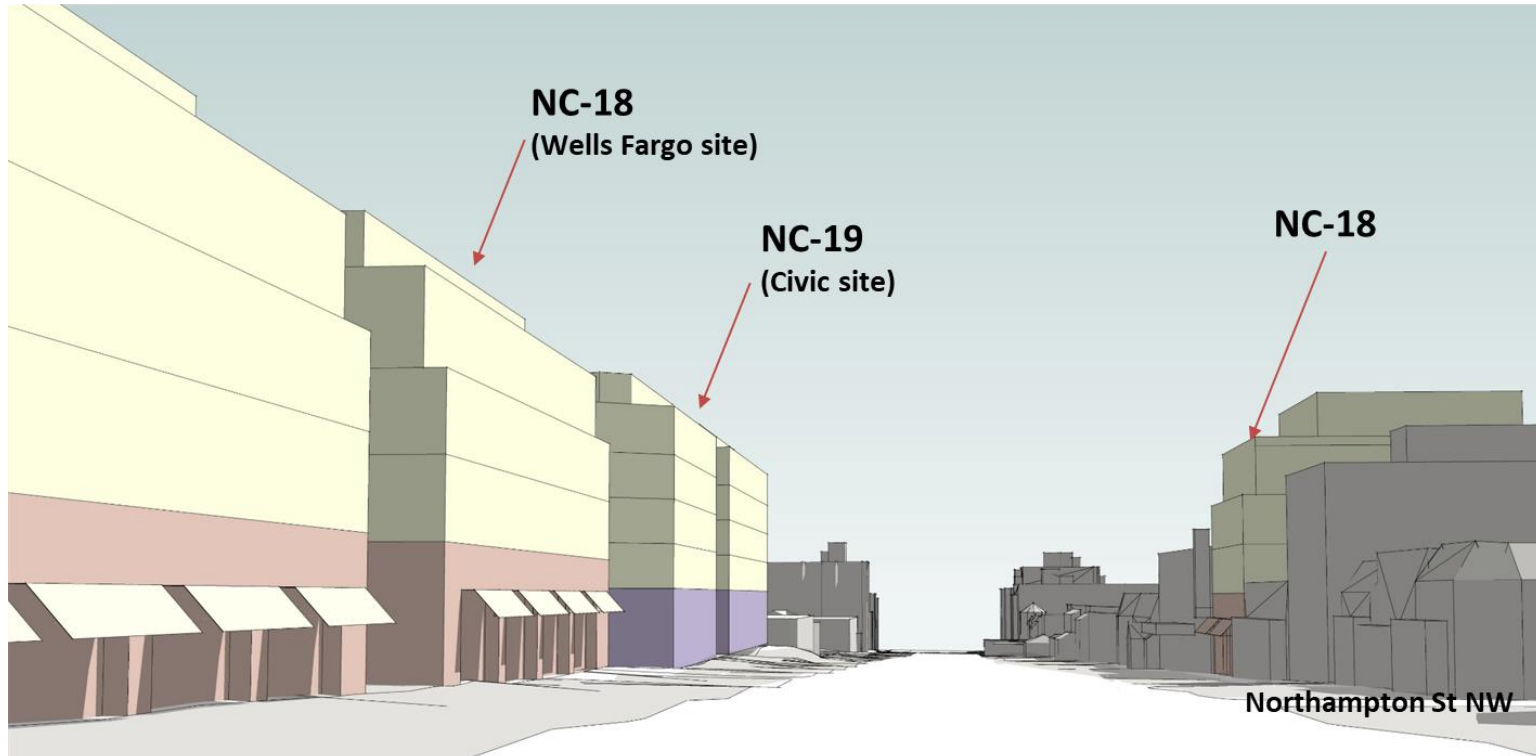 NC-18
(Wells Fargo site)
NC-19
(Civic site)
NC-18
Northampton St NW